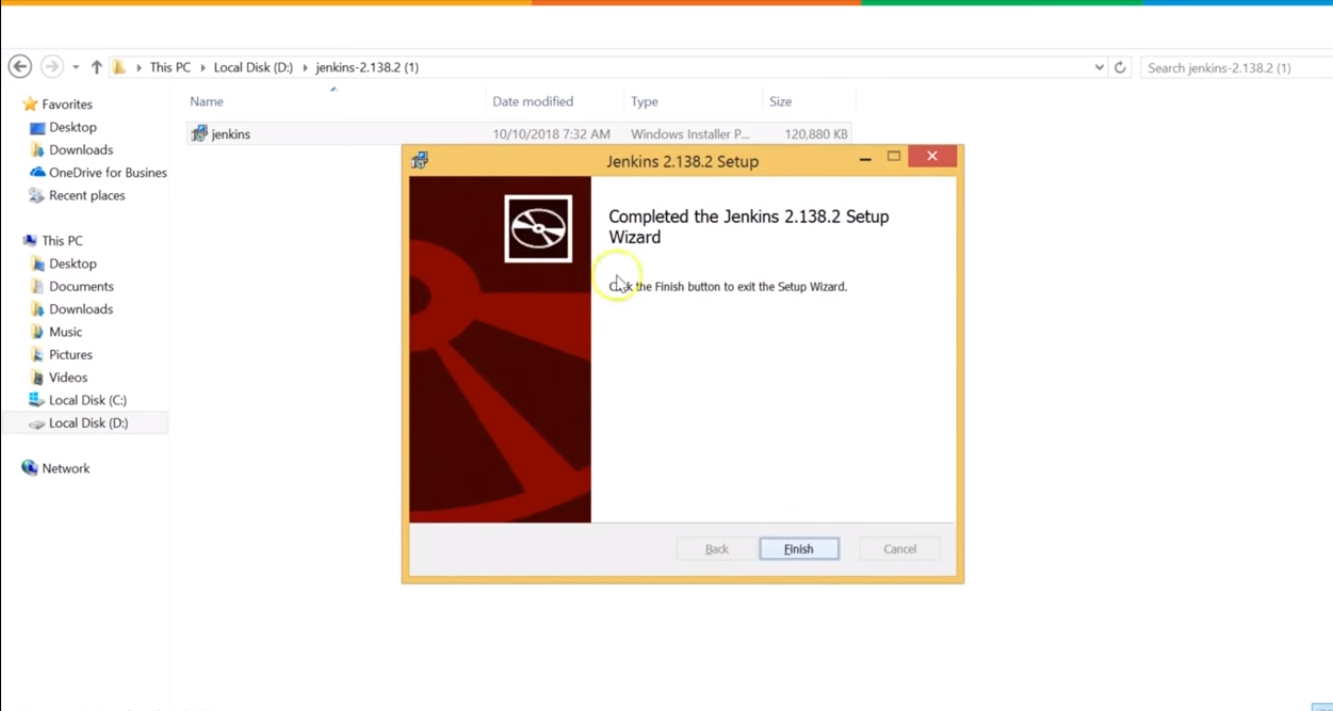 This PC Local Disk (D:) jenkins-2.138.2 (1)
Search jenkins-2.138.2 (1)
Favorites
Desktop
Downloads
OneDrive for Busines
Recent places
This PC
Desktop
Documents
Downloads
Music
Pictures
Videos
Local Disk (C:)
Local Disk (D:)
Network
Name Date modified Type Size
jenkins 10/10/2018 7:32 AM Windows Installer P... 120,880 KB
Jenkins 2.138.2 Setup
Completed the Jenkins 2.138.2 Setup
Wizard
Click the Finish button to exit the Setup Wizard.
Back Finish Cancel